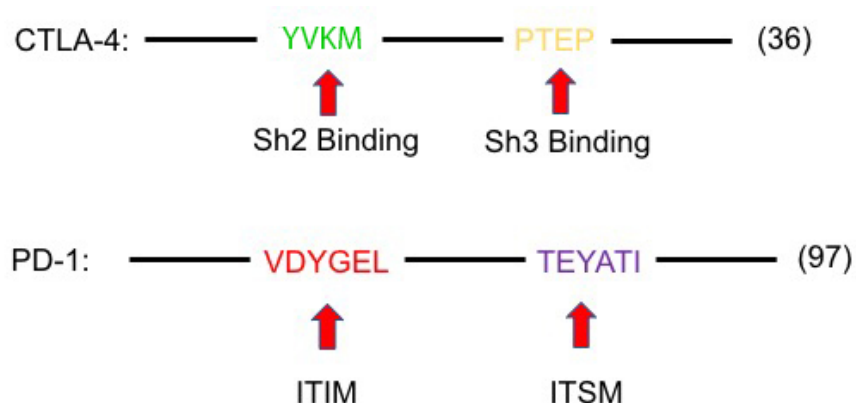 CTLA-4: YVKM PTEP (36)
Sh2 Binding Sh3 Binding
PD-1: VDYGEL TEYATI (97)
ITIM ITSM